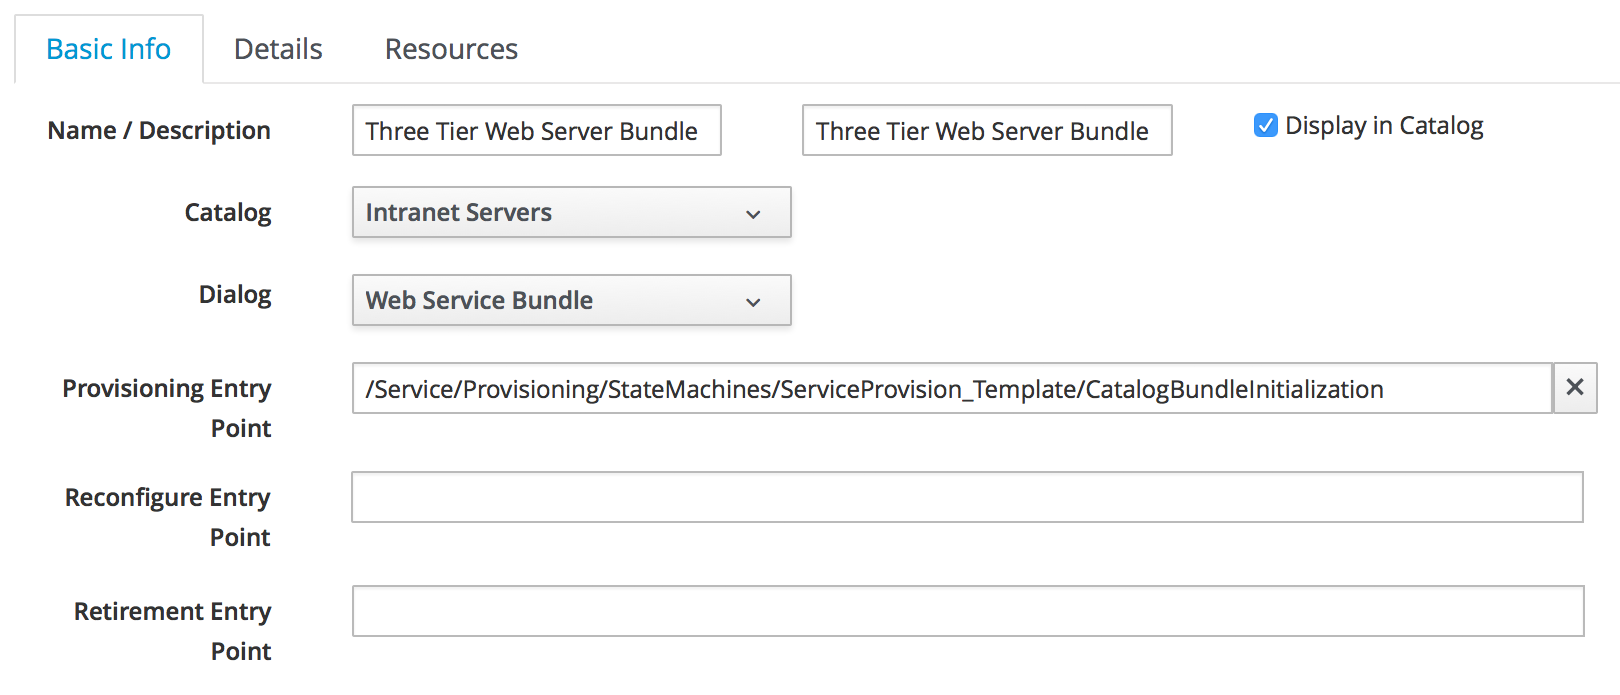 Basic Info Details Resources
Name / Description Three Tier Web Server Bundle Three Tier Web Server Bundle Display in Catalog
Catalog Intranet Servers
Dialog Web Service Bundle
Provisioning Entry /Service/Provisioning/StateMachines/ServiceProvision_Template/CatalogBundleInitialization
Point
Reconfigure Entry
Point
Retirement Entry
Point